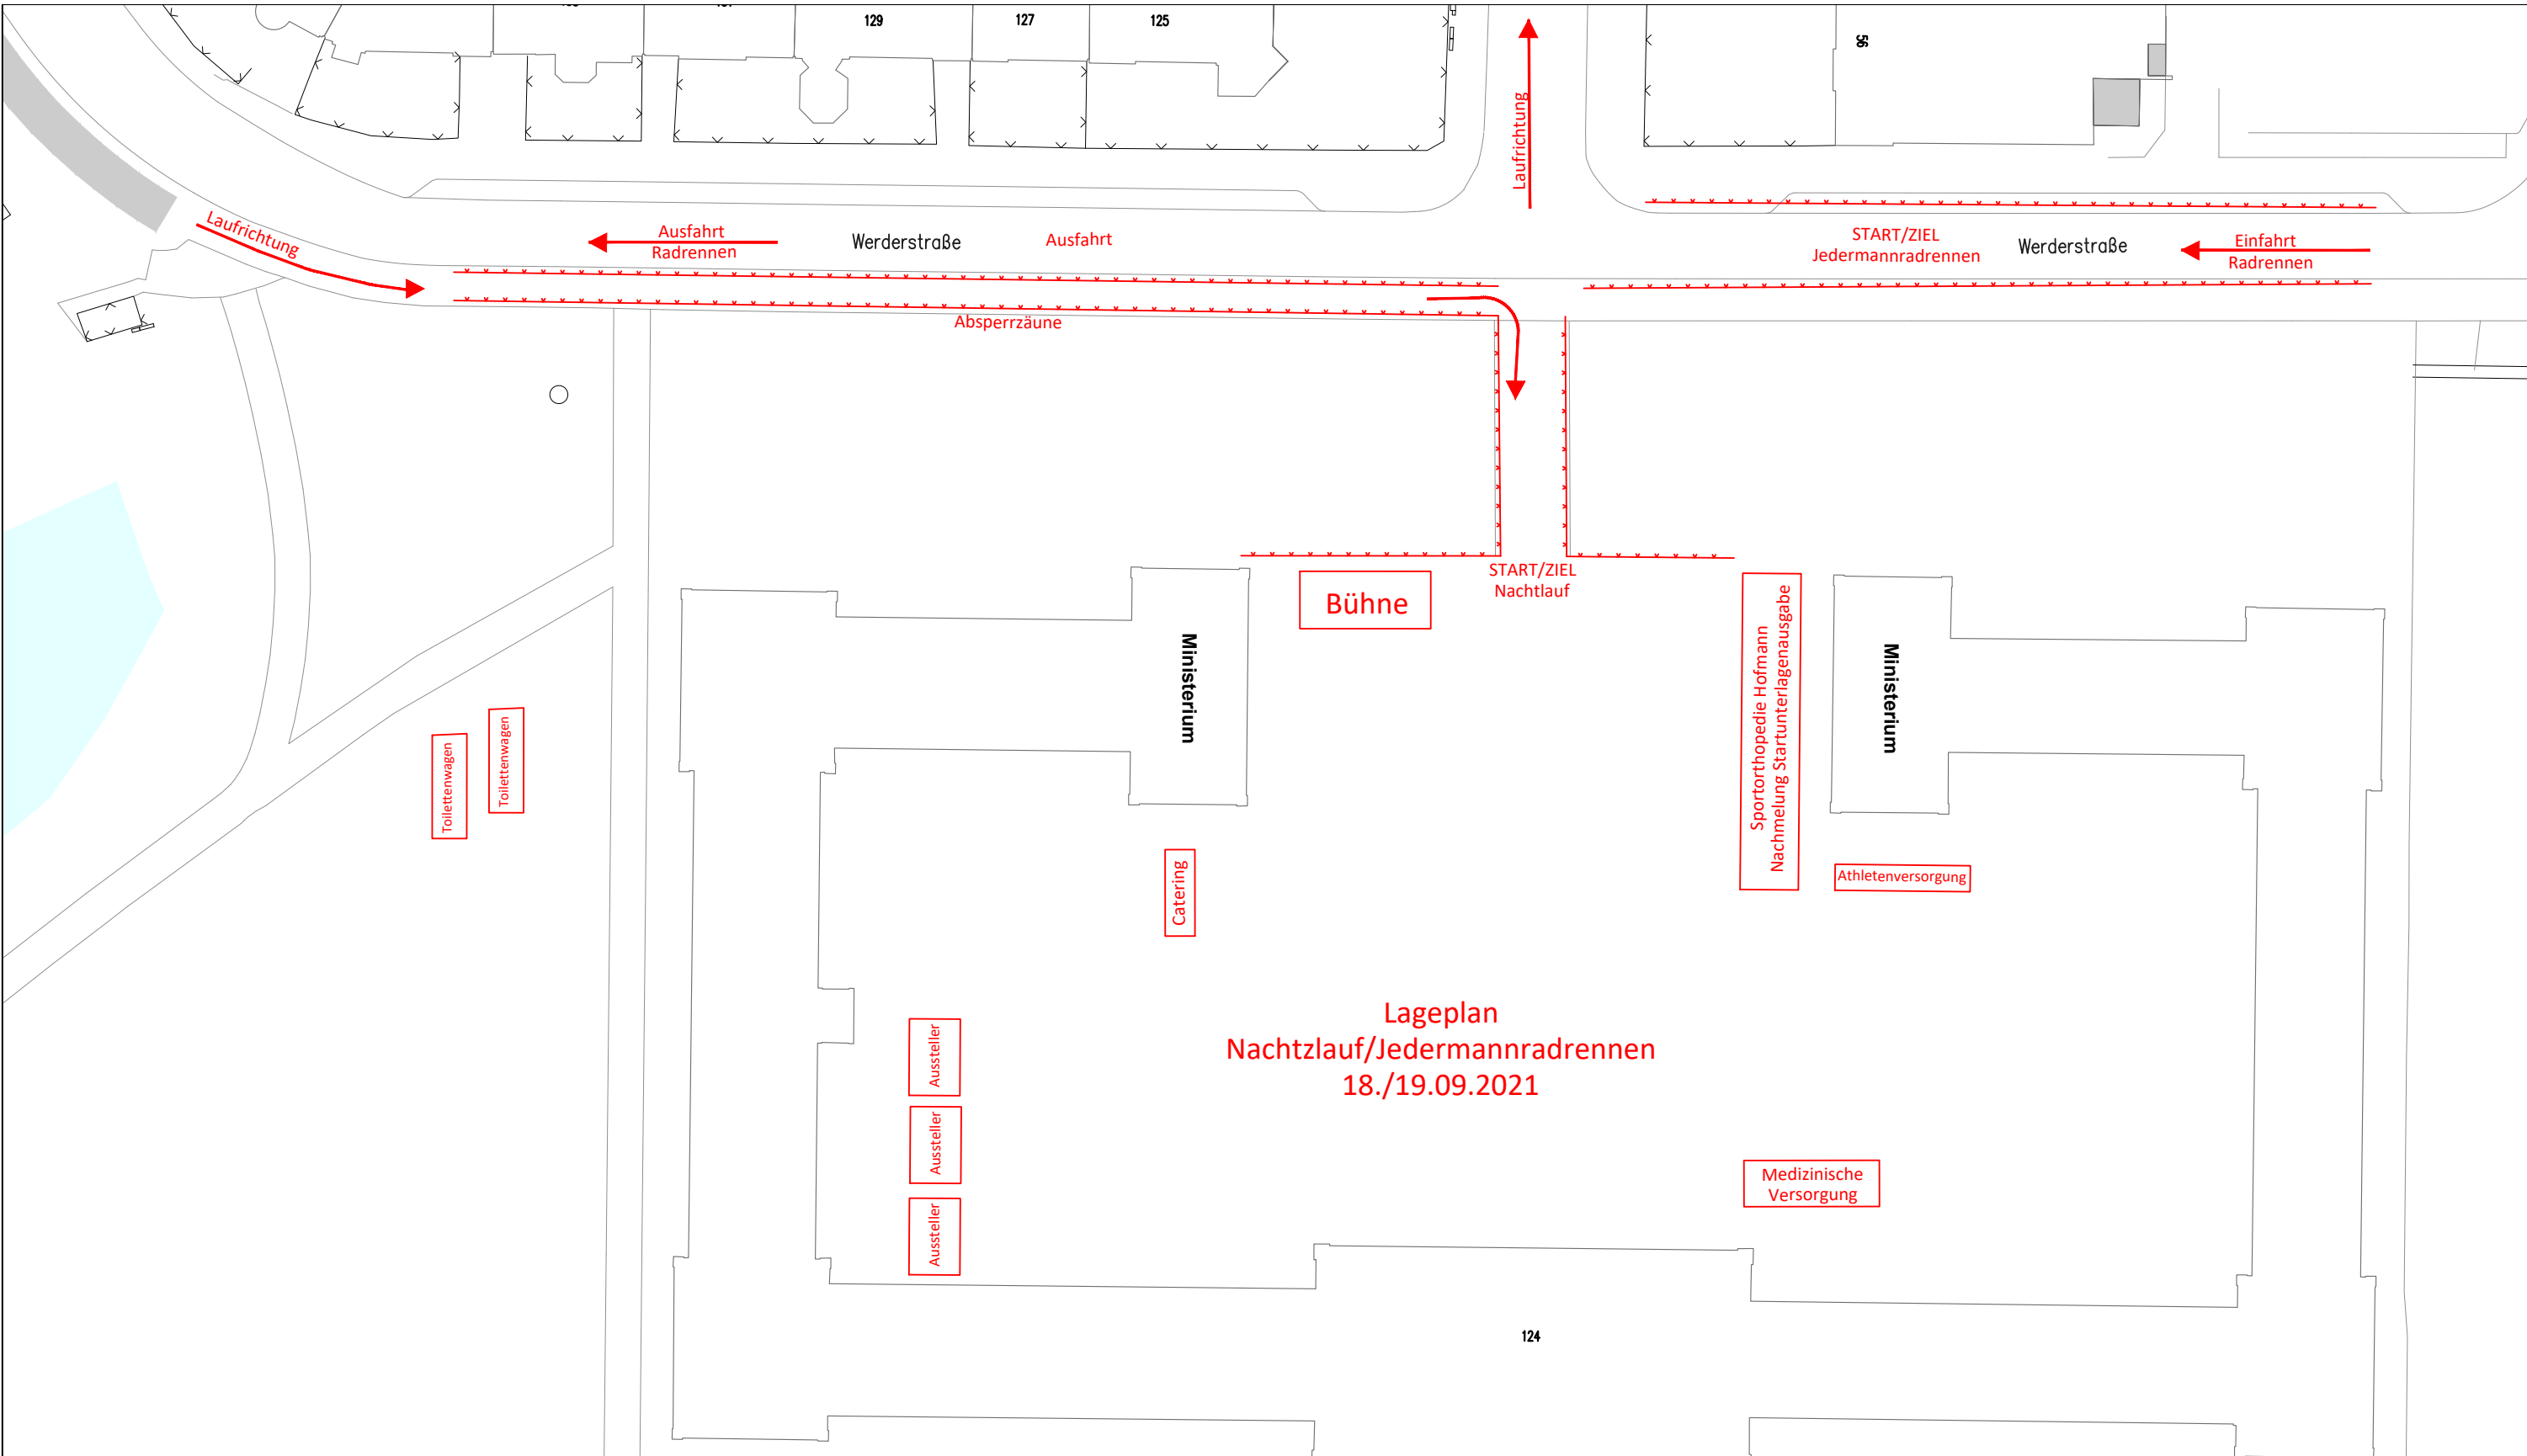 129
127
125
56
Laufrichtung
Laufrichtung
Ausfahrt
Radrennen
Werderstraße
Ausfahrt
START/ZIEL
Jedermannradrennen
Werderstraße
Einfahrt
Radrennen
Absperrzäune
START/ZIEL
Nachtlauf
Bühne
Ministerium
Sportorthopedie Hofmann
Nachmelung Startunterlagenausgabe
Ministerium
Toilettenwagen
Toilettenwagen
Catering
Athletenversorgung
Lageplan
Nachtzlauf/Jedermannradrennen
18./19.09.2021
Aussteller
Aussteller
Aussteller
Medizinische
Versorgung
124